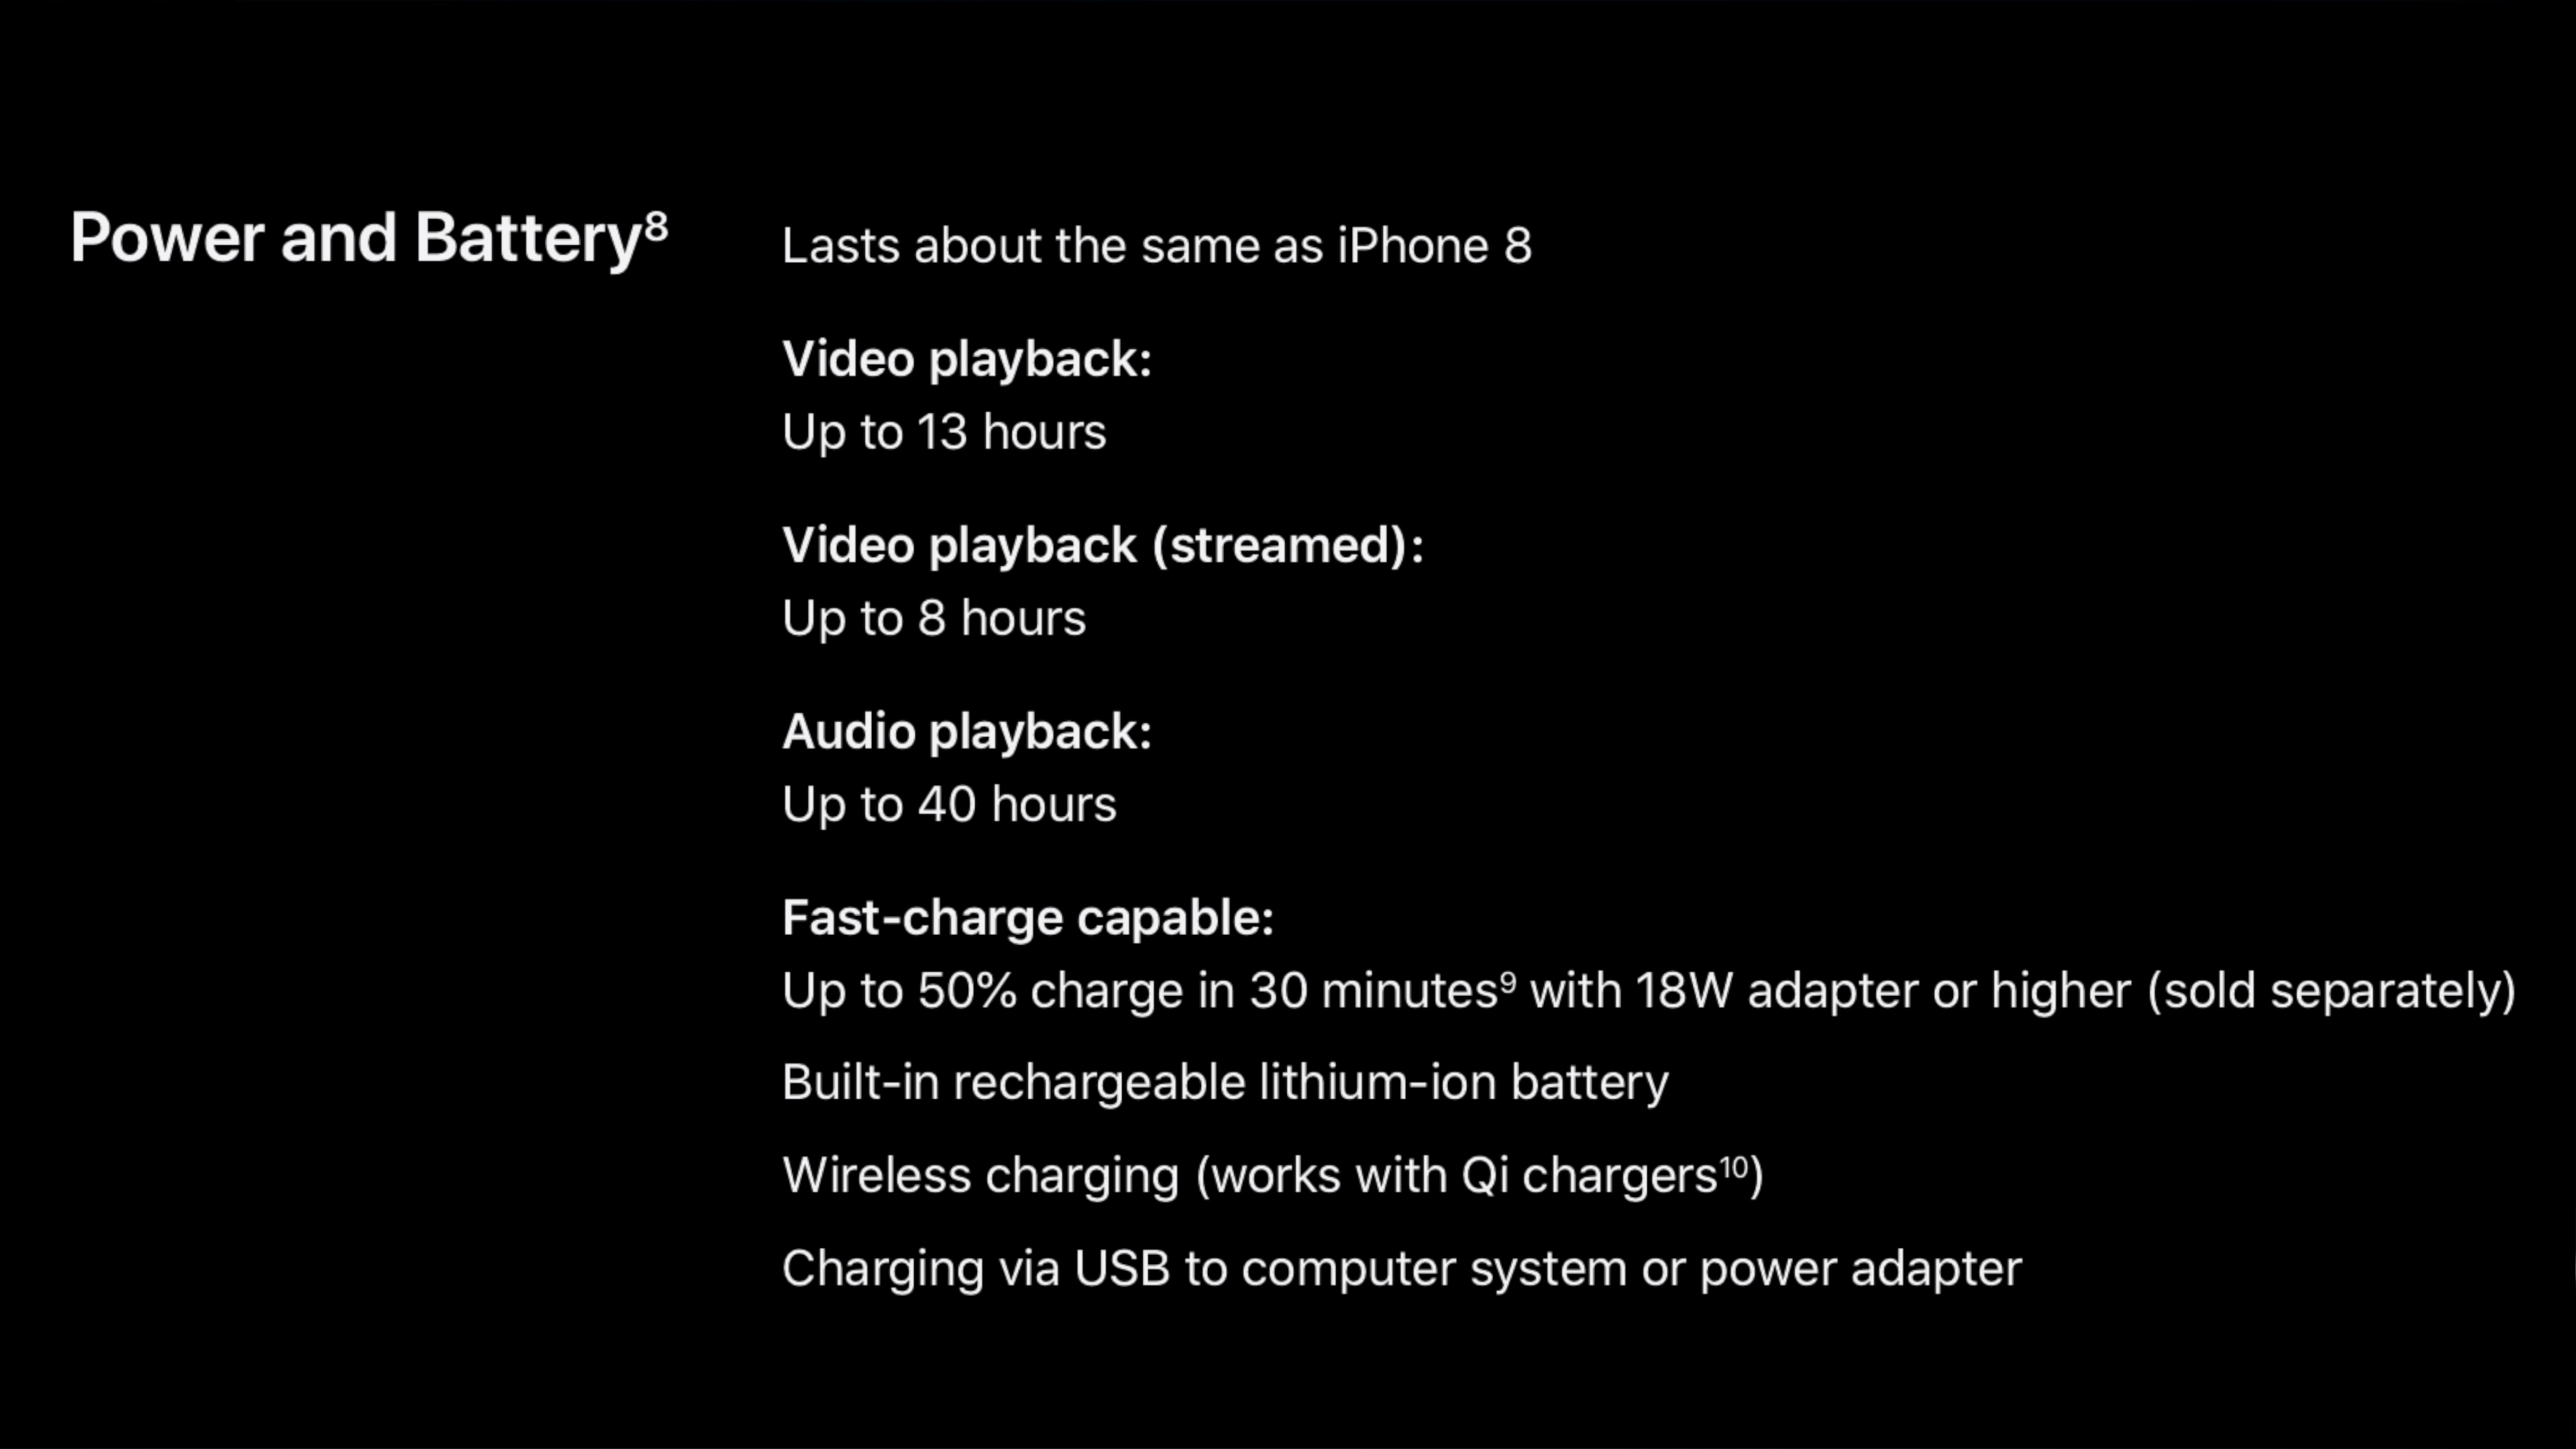 Power and Battery⁸
Lasts about the same as iPhone 8
Video playback:
Up to 13 hours
Video playback (streamed):
Up to 8 hours
Audio playback:
Up to 40 hours
Fast-charge capable:
Up to 50% charge in 30 minutes⁹ with 18W adapter or higher (sold separately)
Built-in rechargeable lithium-ion battery
Wireless charging (works with Qi chargers¹⁰)
Charging via USB to computer system or power adapter